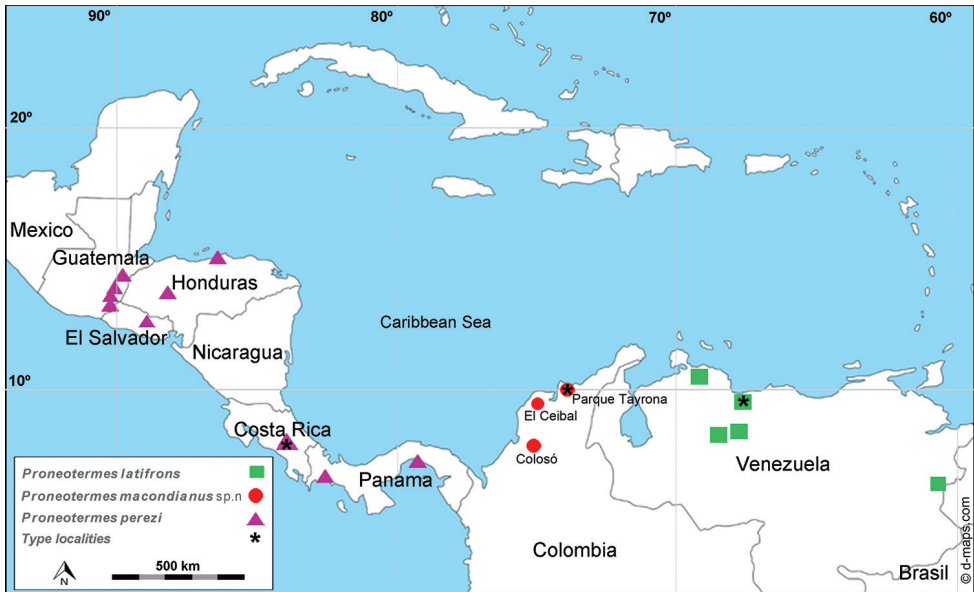 90º 80º 70º 60º
20º
Mexico
Guatemala
Honduras
El Salvador
Caribbean Sea
Nicaragua
10º
Parque Tayrona
El Ceibal
Costa Rica
Colosó
Venezuela
Panama
Proneotermes latifrons
Proneotermes macondianus sp.n
Proneotermes perezi
Type localities *
N
500 km
Colombia
Brasil
© d-maps.com